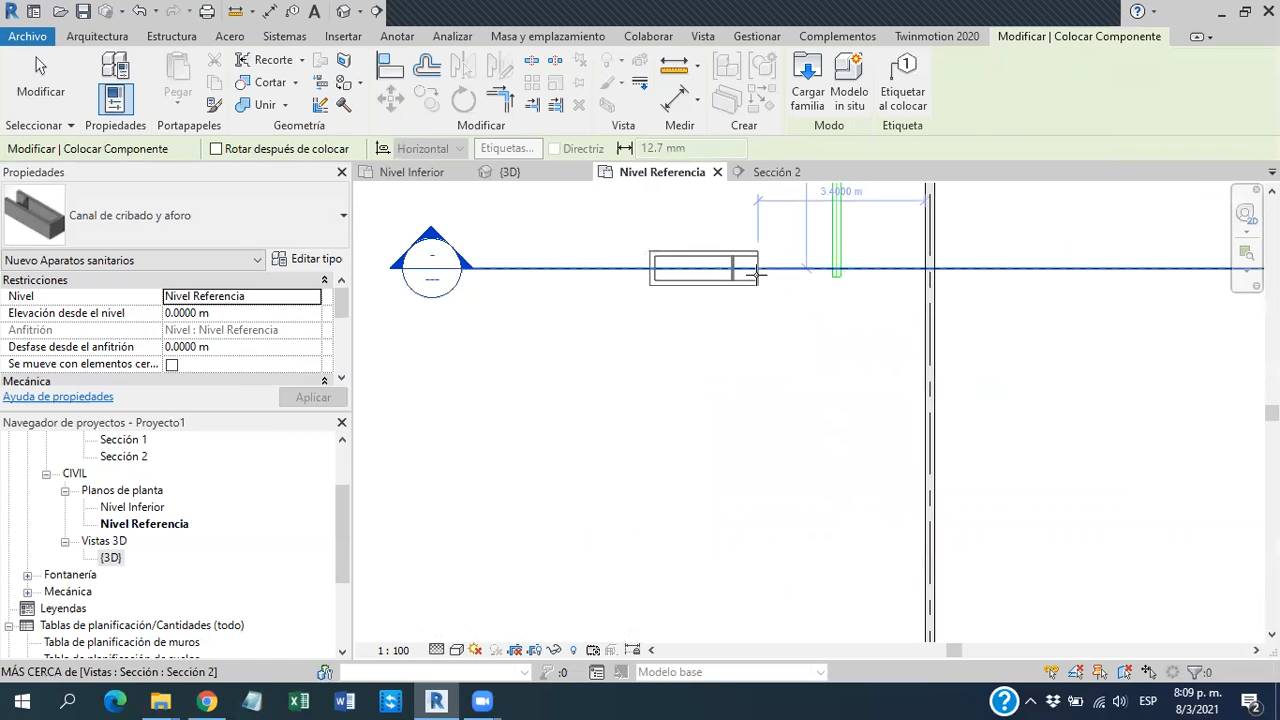 Archivo Arquitectura Estructura Acero Sistemas Insertar Anotar Analizar Masa y emplazamiento Colaborar Vista Gestionar Complementos Twinmotion 2020 Modificar | Colocar Componente
Modificar
Pegar
Recorte
Cortar
Unir
Cargar familia
Modelo in situ
Etiquetar al colocar
Seleccionar Propiedades Portapapeles Geometría Modificar Vista Medir Crear Modo Etiqueta
Modificar | Colocar Componente Rotar después de colocar Horizontal Etiquetas... Directriz 12.7 mm
Propiedades
Nivel Inferior {3D} Nivel Referencia Sección 2
Canal de cribado y aforo
Nuevo Aparatos sanitarios Editar tipo
Restricciones
Nivel Nivel Referencia
Elevación desde el nivel 0.0000 m
Anfitrión Nivel : Nivel Referencia
Desfase desde el anfitrión 0.0000 m
Se mueve con elementos cer...
Mecánica
Ayuda de propiedades Aplicar
Navegador de proyectos - Proyecto1
Sección 1
Sección 2
CIVIL
Planos de planta
Nivel Inferior
Nivel Referencia
Vistas 3D
{3D}
Fontanería
Mecánica
Leyendas
Tablas de planificación/Cantidades (todo)
Tabla de planificación de muros
3.4000 m
2D
1 : 100
MÁS CERCA de [Vistas : Sección : Sección 2] :0 Modelo base :0
ESP
8:09 p. m.
8/3/2021
2